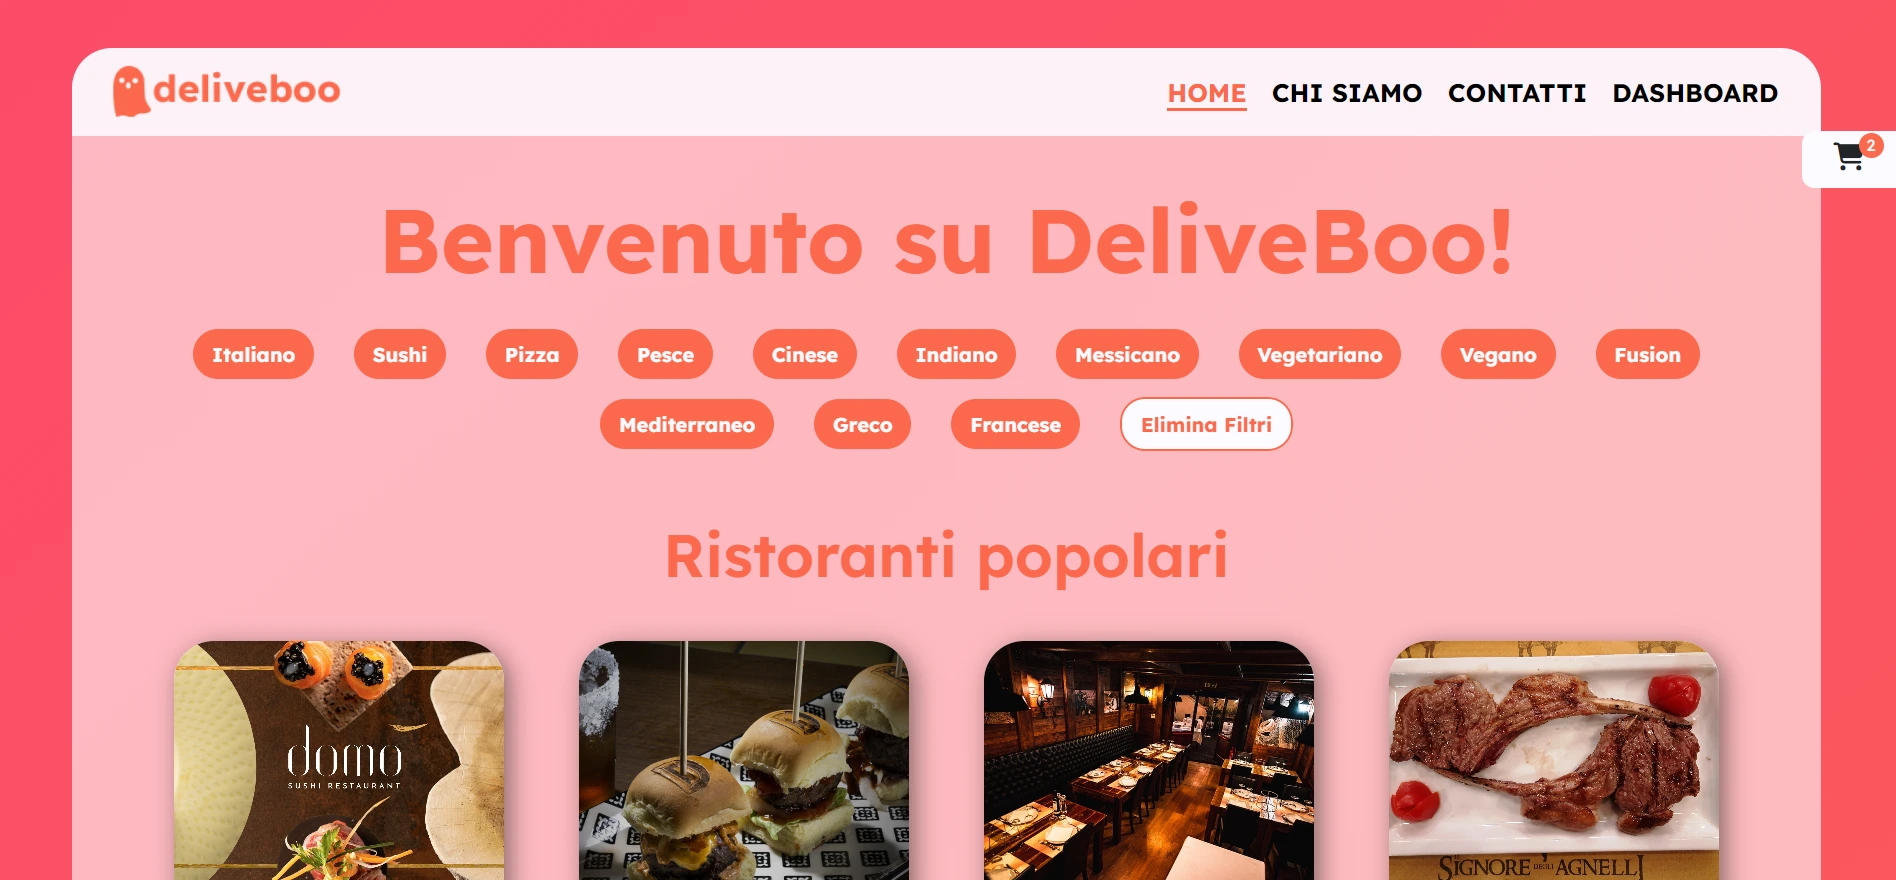 deliveboo
HOME CHI SIAMO CONTATTI DASHBOARD
2
Benvenuto su DeliveBoo!
Italiano Sushi Pizza Pesce Cinese Indiano Messicano Vegetariano Vegano Fusion
Mediterraneo Greco Francese Elimina Filtri
Ristoranti popolari
domo
SUSHI RESTAURANT
SIGNORE DEGLI AGNELLI